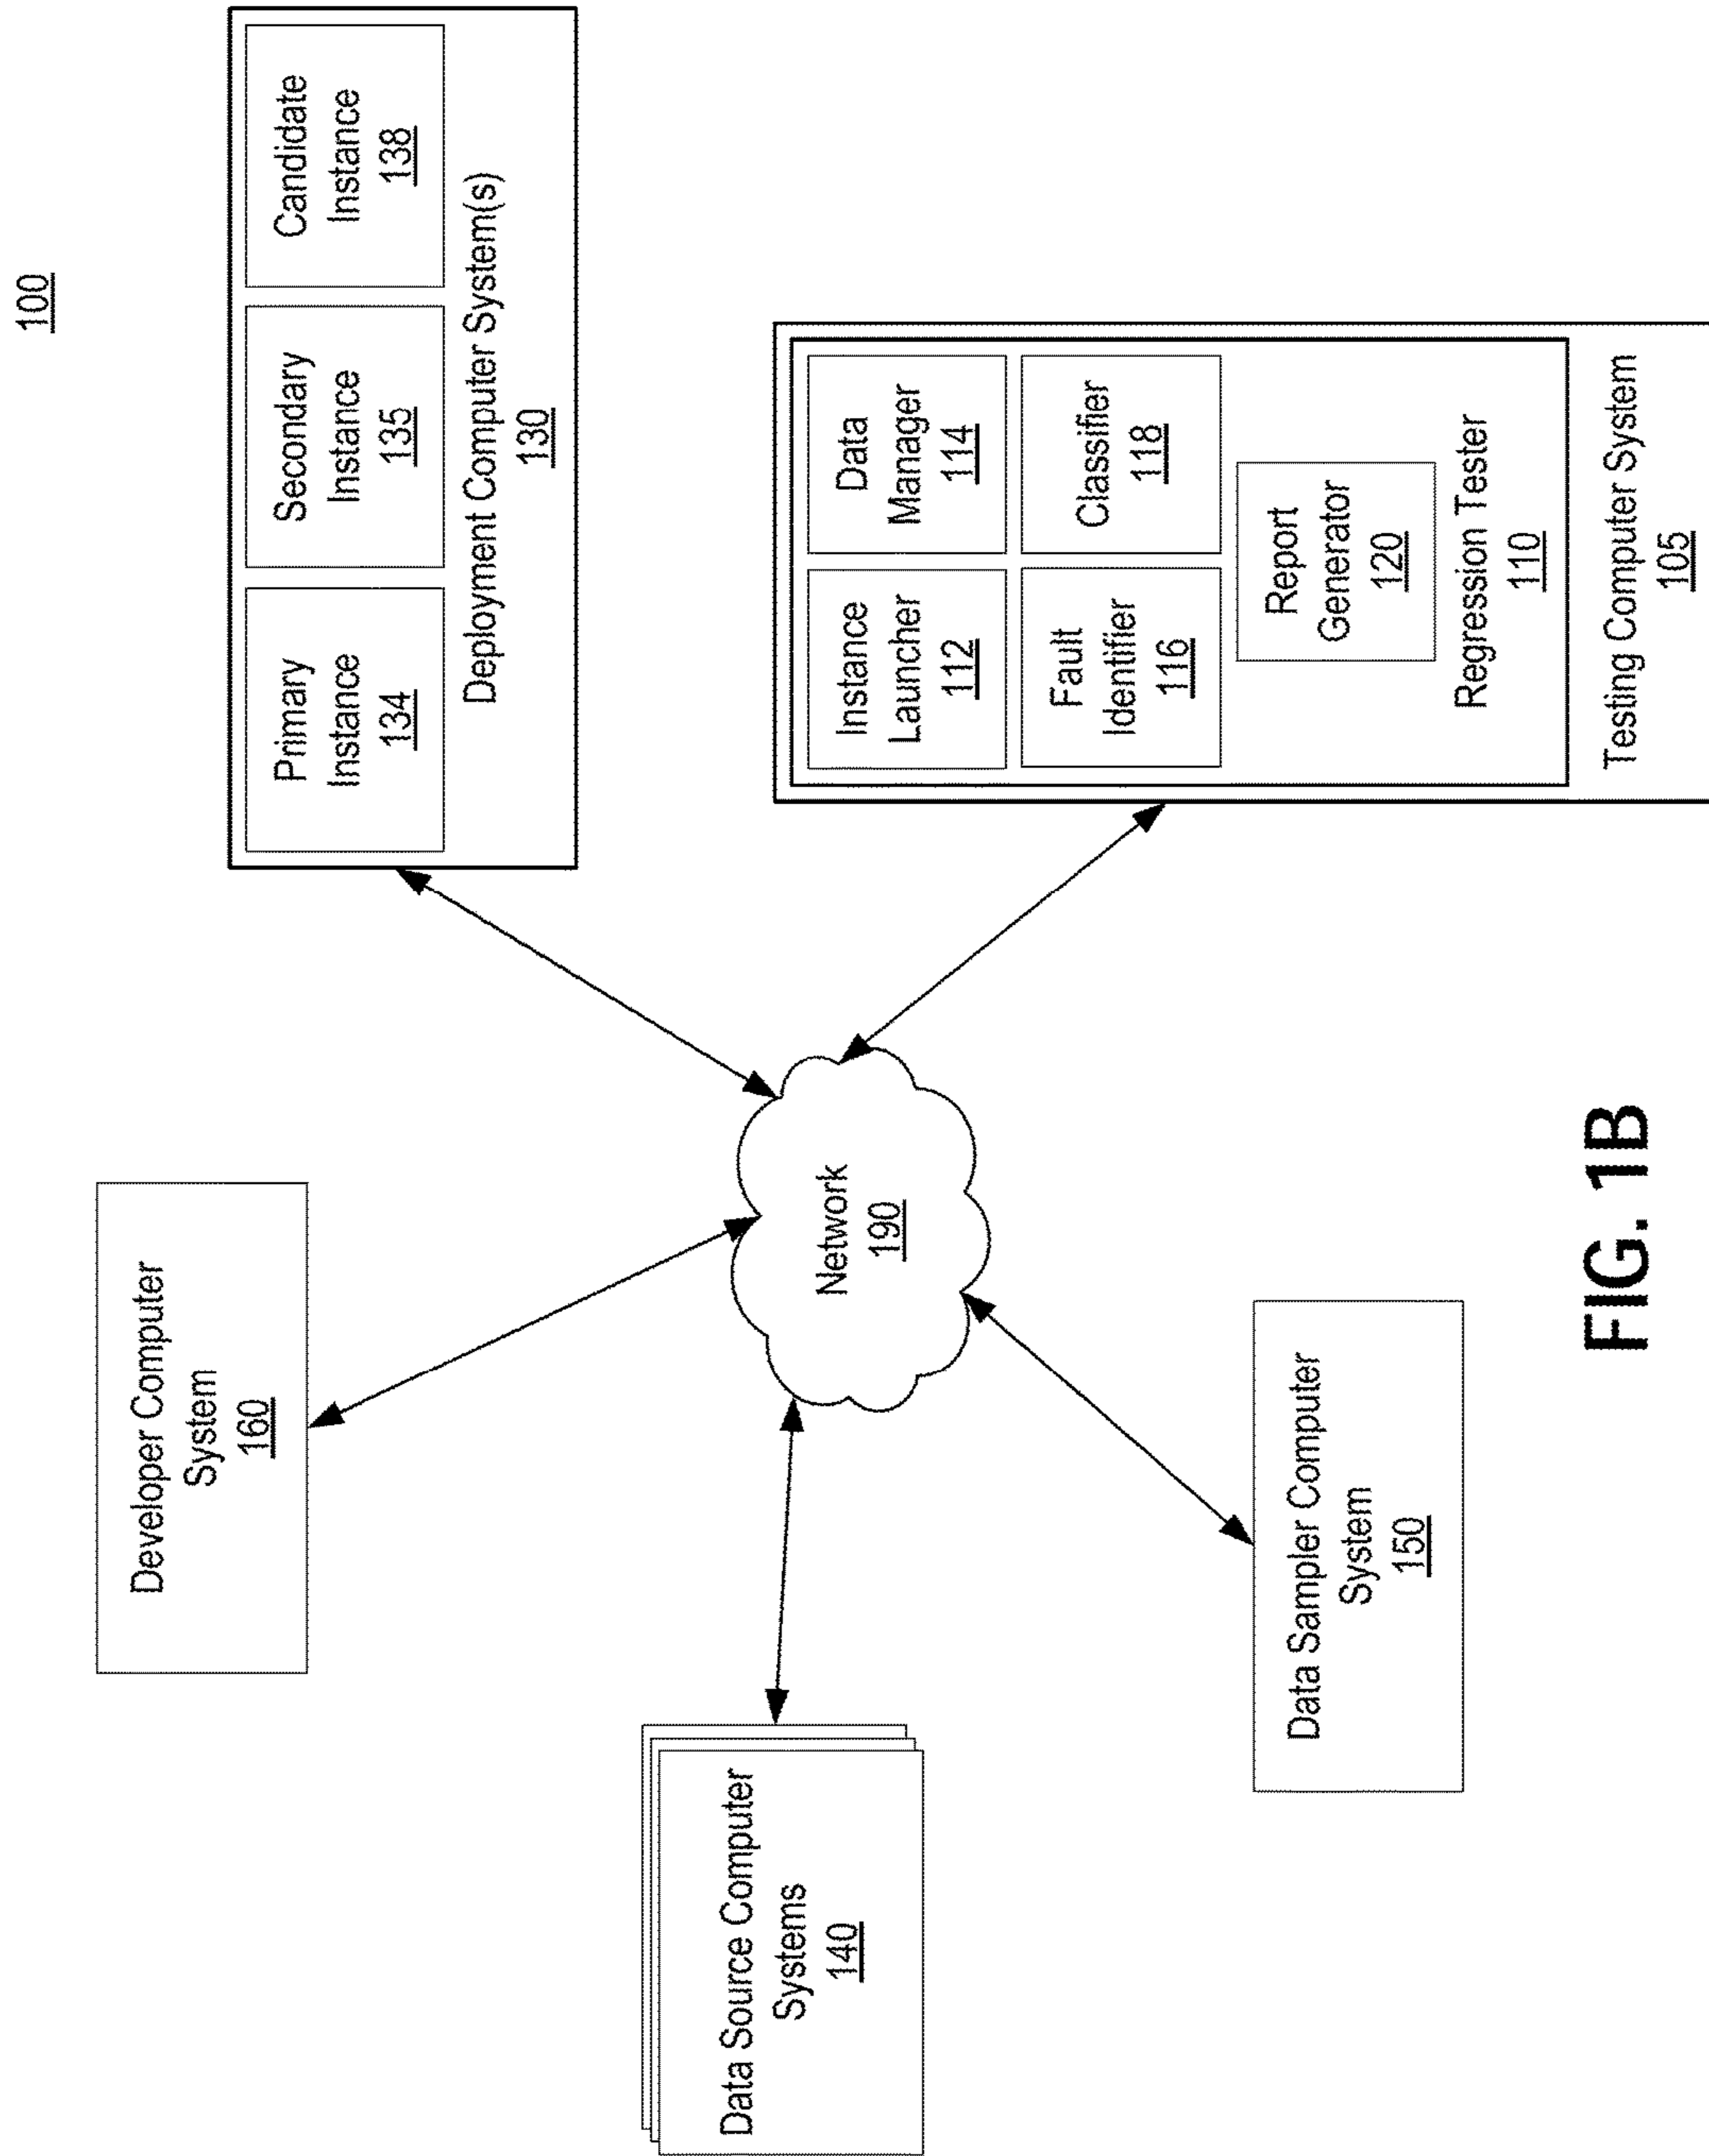 100
Developer Computer
System
160
Primary
Instance
134
Secondary
Instance
135
Candidate
Instance
138
Deployment Computer System(s)
130
Data Source Computer
Systems
140
Network
190
Instance
Launcher
112
Data
Manager
114
Fault
Identifier
116
Classifier
118
Report
Generator
120
Regression Tester
110
Testing Computer System
105
Data Sampler Computer
System
150
FIG. 1B